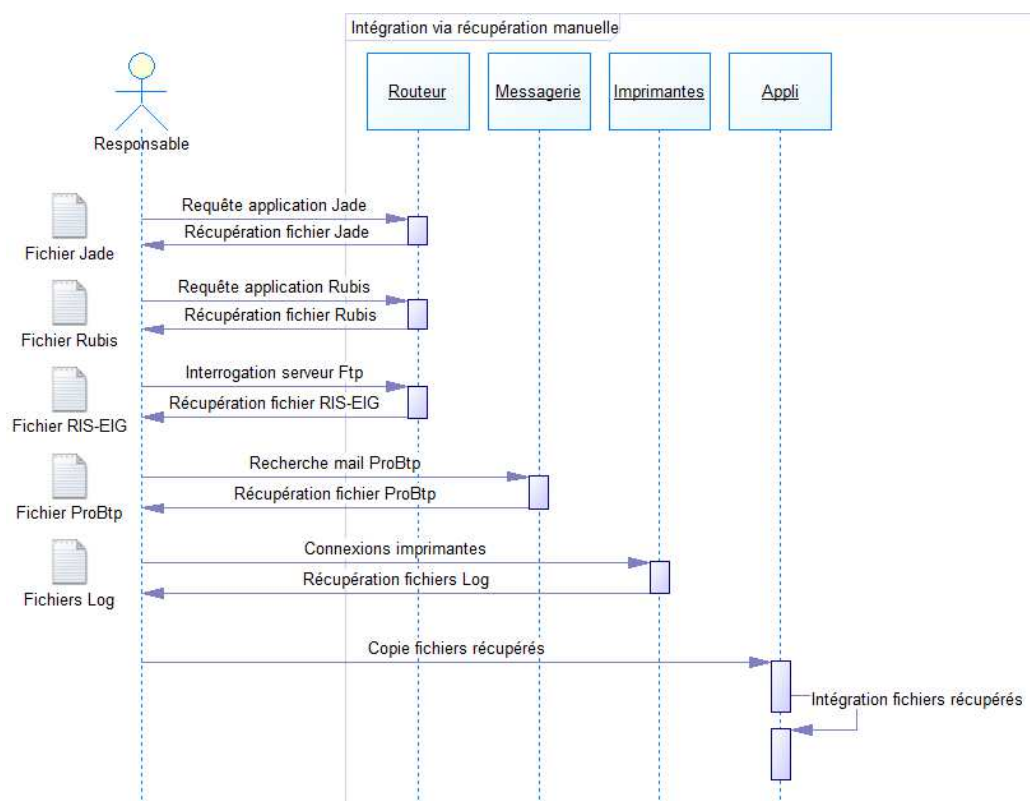 Intégration via récupération manuelle
Routeur
Messagerie
Imprimantes
Appli
Responsable
Requête application Jade
Récupération fichier Jade
Fichier Jade
Requête application Rubis
Récupération fichier Rubis
Fichier Rubis
Interrogation serveur Ftp
Récupération fichier RIS-EIG
Fichier RIS-EIG
Recherche mail ProBtp
Récupération fichier ProBtp
Fichier ProBtp
Connexions imprimantes
Récupération fichiers Log
Fichiers Log
Copie fichiers récupérés
Intégration fichiers récupérés